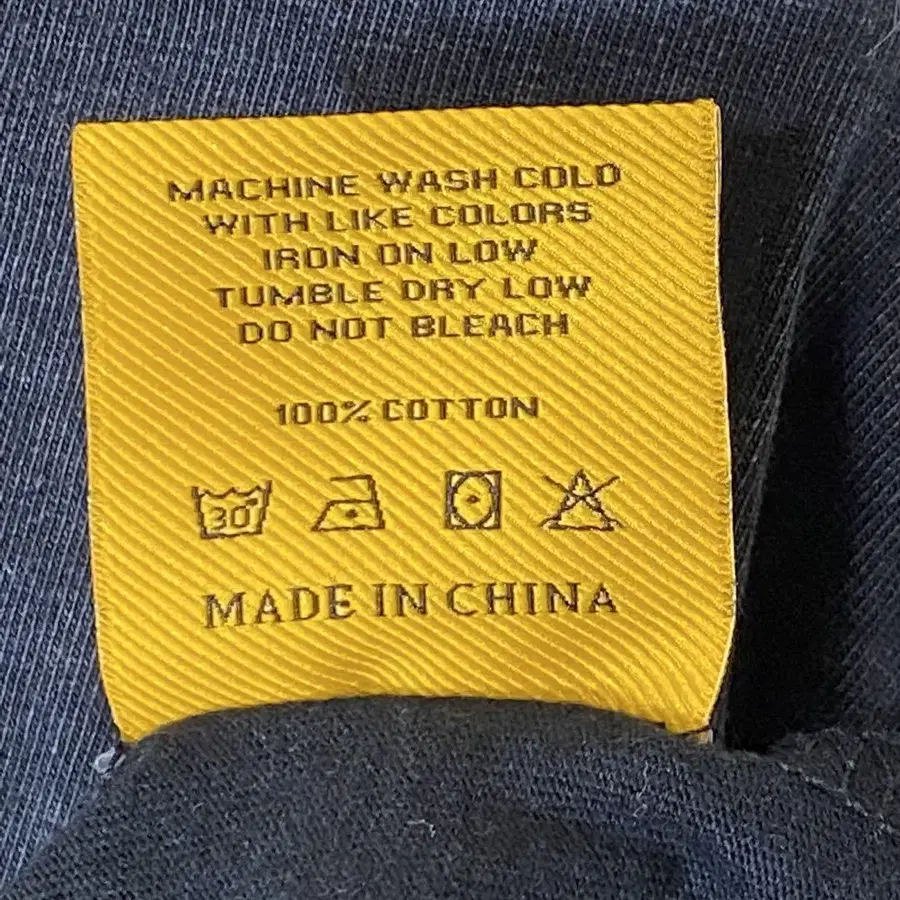 MACHINE WASH COLD
WITH LIKE COLORS
IRON ON LOW
TUMBLE DRY LOW
DO NOT BLEACH
100% COTTON
30°
MADE IN CHINA